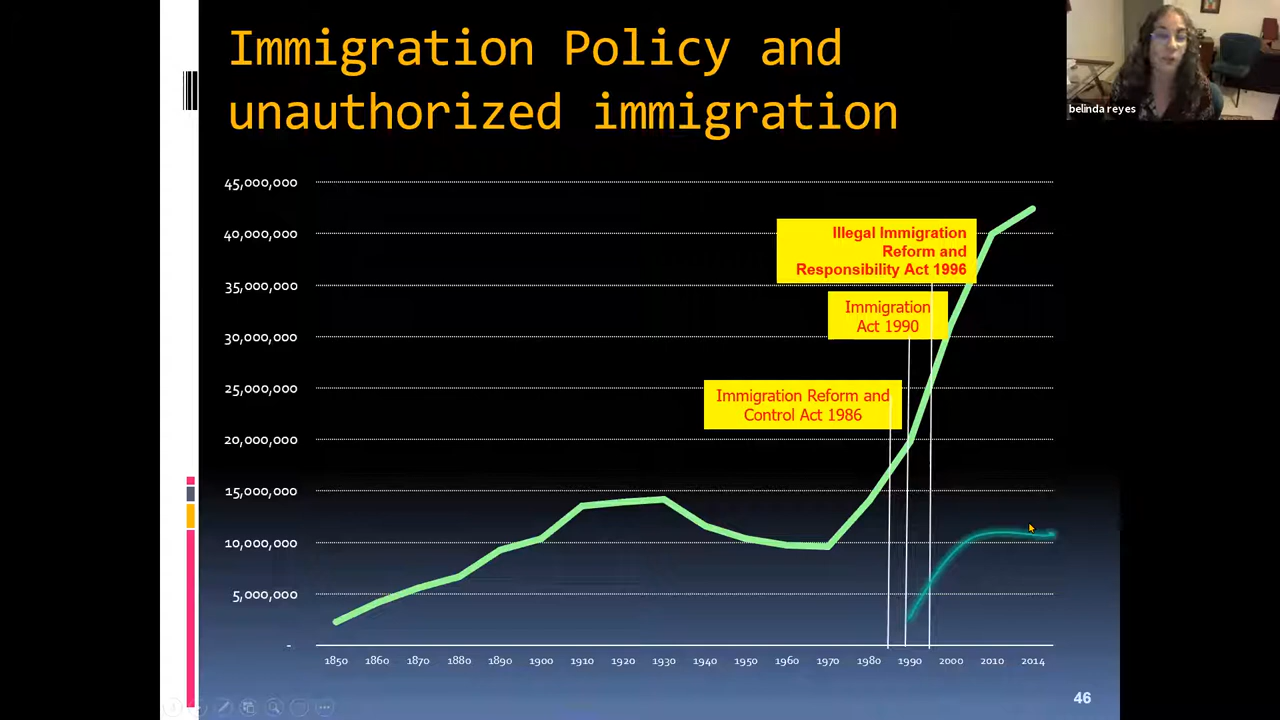 Immigration Policy and
unauthorized immigration
belinda reyes
45,000,000
40,000,000
35,000,000
30,000,000
25,000,000
20,000,000
15,000,000
10,000,000
5,000,000
-
Illegal Immigration
Reform and
Responsibility Act 1996
Immigration
Act 1990
Immigration Reform and
Control Act 1986
1850 1860 1870 1880 1890 1900 1910 1920 1930 1940 1950 1960 1970 1980 1990 2000 2010 2014
46